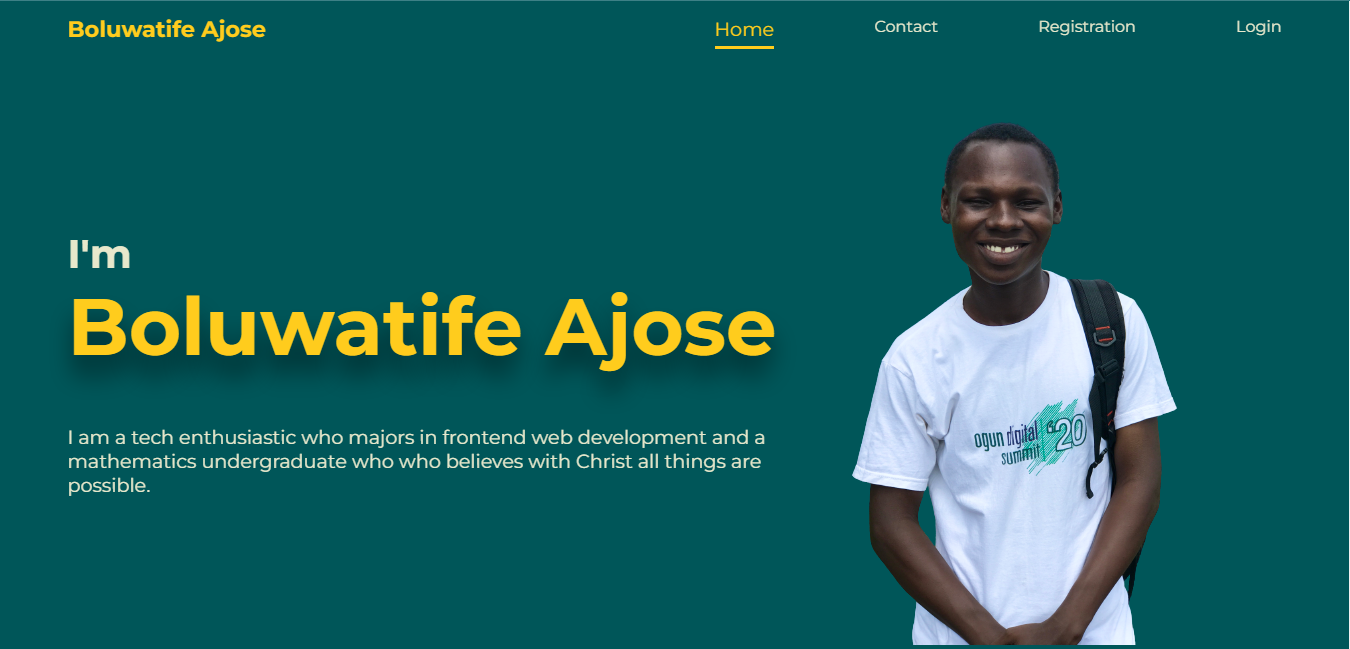 Boluwatife Ajose
Home
Contact
Registration
Login
I'm
Boluwatife Ajose
I am a tech enthusiastic who majors in frontend web development and a
mathematics undergraduate who who believes with Christ all things are
possible.
ogun digital
summit
'20